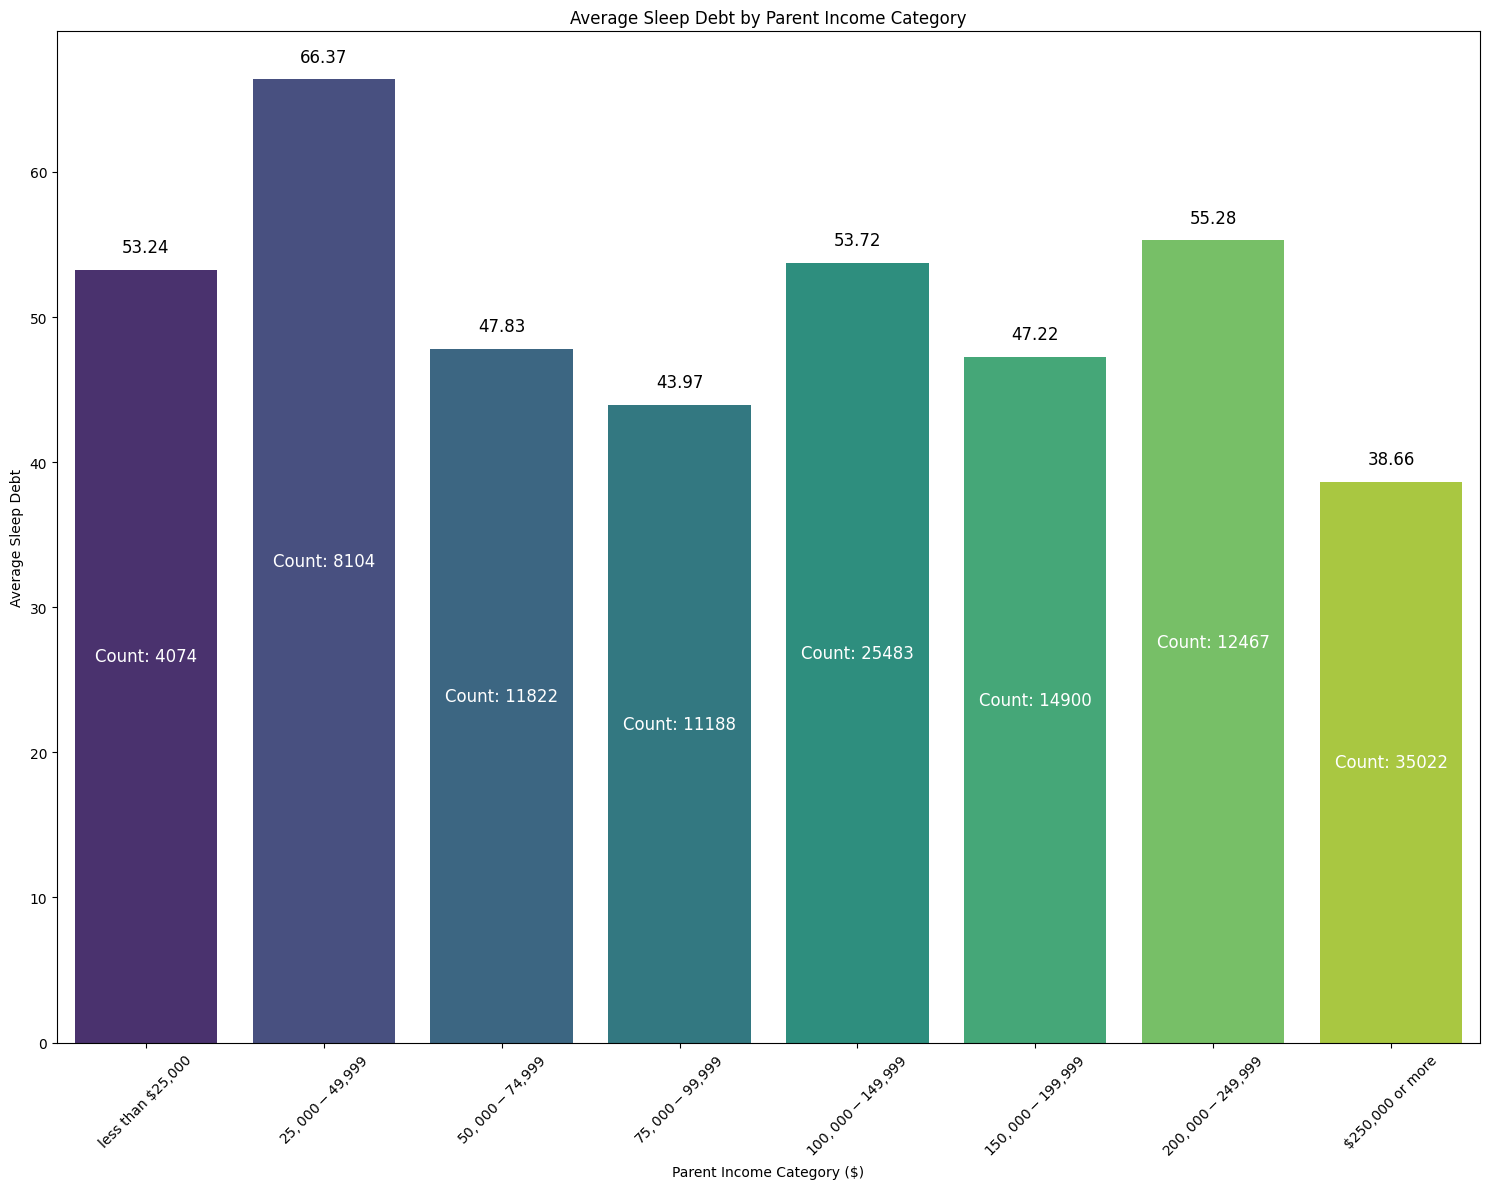 Average Sleep Debt by Parent Income Category
66.37
53.24
47.83
43.97
53.72
47.22
55.28
38.66
Count: 4074
Count: 8104
Count: 11822
Count: 11188
Count: 25483
Count: 14900
Count: 12467
Count: 35022
Average Sleep Debt
60
50
40
30
20
10
0
less than $25,000
25,000-49,999
50,000-74,999
75,000-99,999
100,000-149,999
150,000-199,999
200,000-249,999
$250,000 or more
Parent Income Category ($)